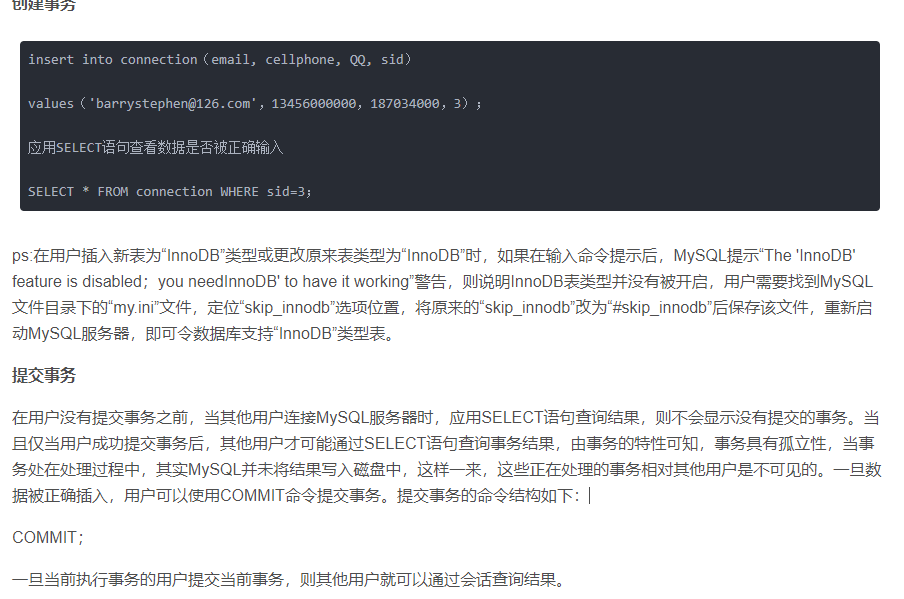 创建事务
insert into connection（email, cellphone, QQ, sid）
values（'barrystephen@126.com'，13456000000，187034000，3）；
应用SELECT语句查看数据是否被正确输入
SELECT * FROM connection WHERE sid=3；
ps:在用户插入新表为“InnoDB”类型或更改原来表类型为“InnoDB”时，如果在输入命令提示后，MySQL提示“The 'InnoDB'
feature is disabled；you needInnoDB' to have it working”警告，则说明InnoDB表类型并没有被开启，用户需要找到MySQL
文件目录下的“my.ini”文件，定位“skip_innodb”选项位置，将原来的“skip_innodb”改为“#skip_innodb”后保存该文件，重新启
动MySQL服务器，即可令数据库支持“InnoDB”类型表。
提交事务
在用户没有提交事务之前，当其他用户连接MySQL服务器时，应用SELECT语句查询结果，则不会显示没有提交的事务。当
且仅当用户成功提交事务后，其他用户才可能通过SELECT语句查询事务结果，由事务的特性可知，事务具有孤立性，当事
务处在处理过程中，其实MySQL并未将结果写入磁盘中，这样一来，这些正在处理的事务相对其他用户是不可见的。一旦数
据被正确插入，用户可以使用COMMIT命令提交事务。提交事务的命令结构如下：
COMMIT；
一旦当前执行事务的用户提交当前事务，则其他用户就可以通过会话查询结果。